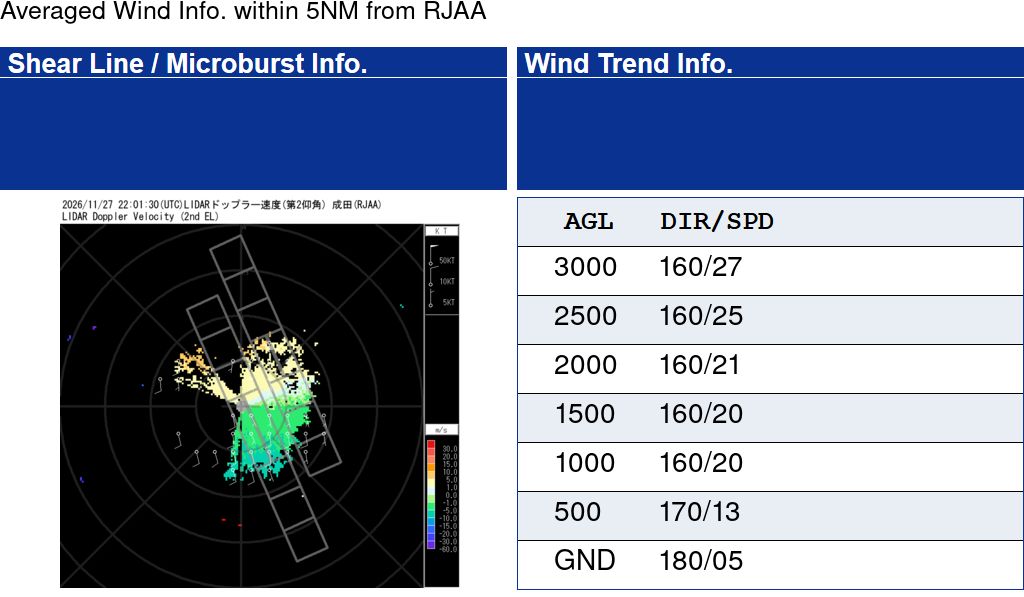 Averaged Wind Info. within 5NM from RJAA
Shear Line / Microburst Info.
Wind Trend Info.
2026/11/27 22:01:30(UTC)LIDARドップラー速度(第2仰角) 成田(RJAA)
LIDAR Doppler Velocity (2nd EL)
K T
50KT
10KT
5KT
m/s
30.0
20.0
15.0
10.0
5.0
1.0
0.0
-1.0
-5.0
-10.0
-15.0
-20.0
-30.0
-60.0
AGL DIR/SPD
3000 160/27
2500 160/25
2000 160/21
1500 160/20
1000 160/20
500 170/13
GND 180/05